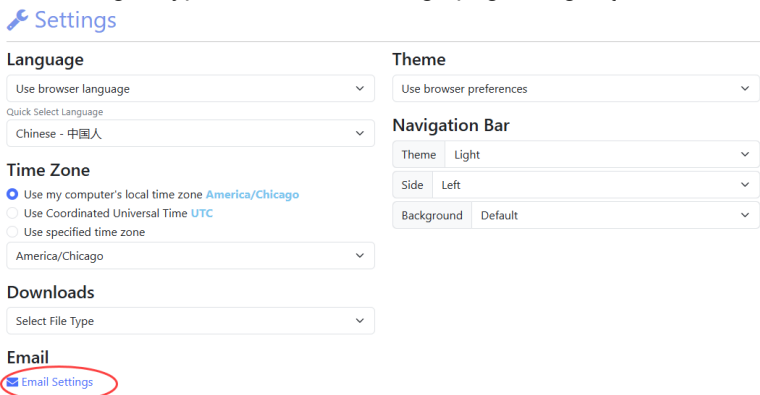 Settings
Language
Use browser language
Quick Select Language
Chinese - 中国人
Time Zone
Use my computer's local time zone America/Chicago
Use Coordinated Universal Time UTC
Use specified time zone
America/Chicago
Downloads
Select File Type
Email
Email Settings
Theme
Use browser preferences
Navigation Bar
Theme Light
Side Left
Background Default